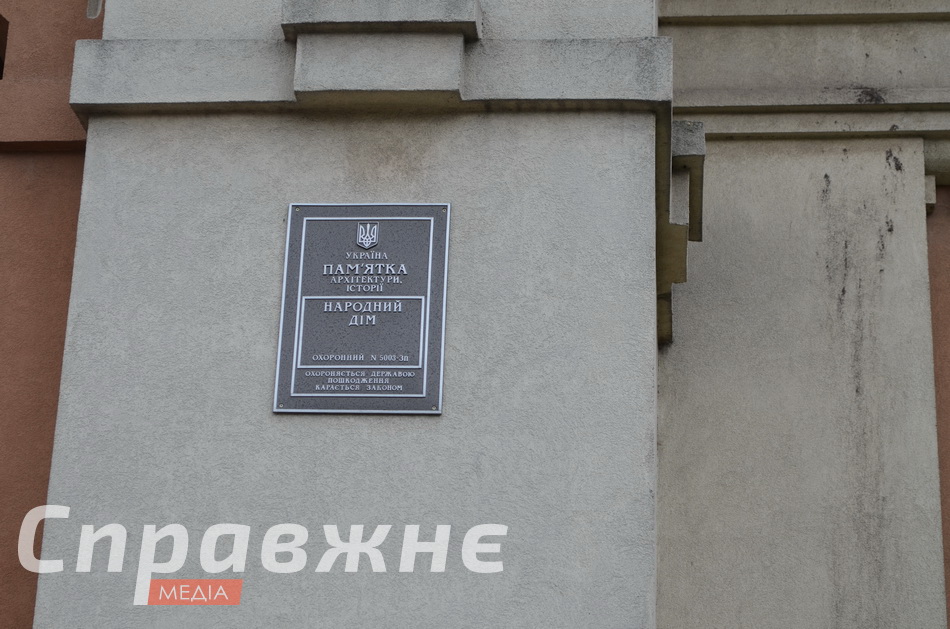 УКРАЇНА
ПАМ'ЯТКА
АРХІТЕКТУРИ,
ІСТОРІЇ
НАРОДНИЙ
ДІМ
ОХОРОННИЙ N 5003-Зп
ОХОРОНЯЄТЬСЯ ДЕРЖАВОЮ
ПОШКОДЖЕННЯ
КАРАЄТЬСЯ ЗАКОНОМ
Справжнє
МЕДІА